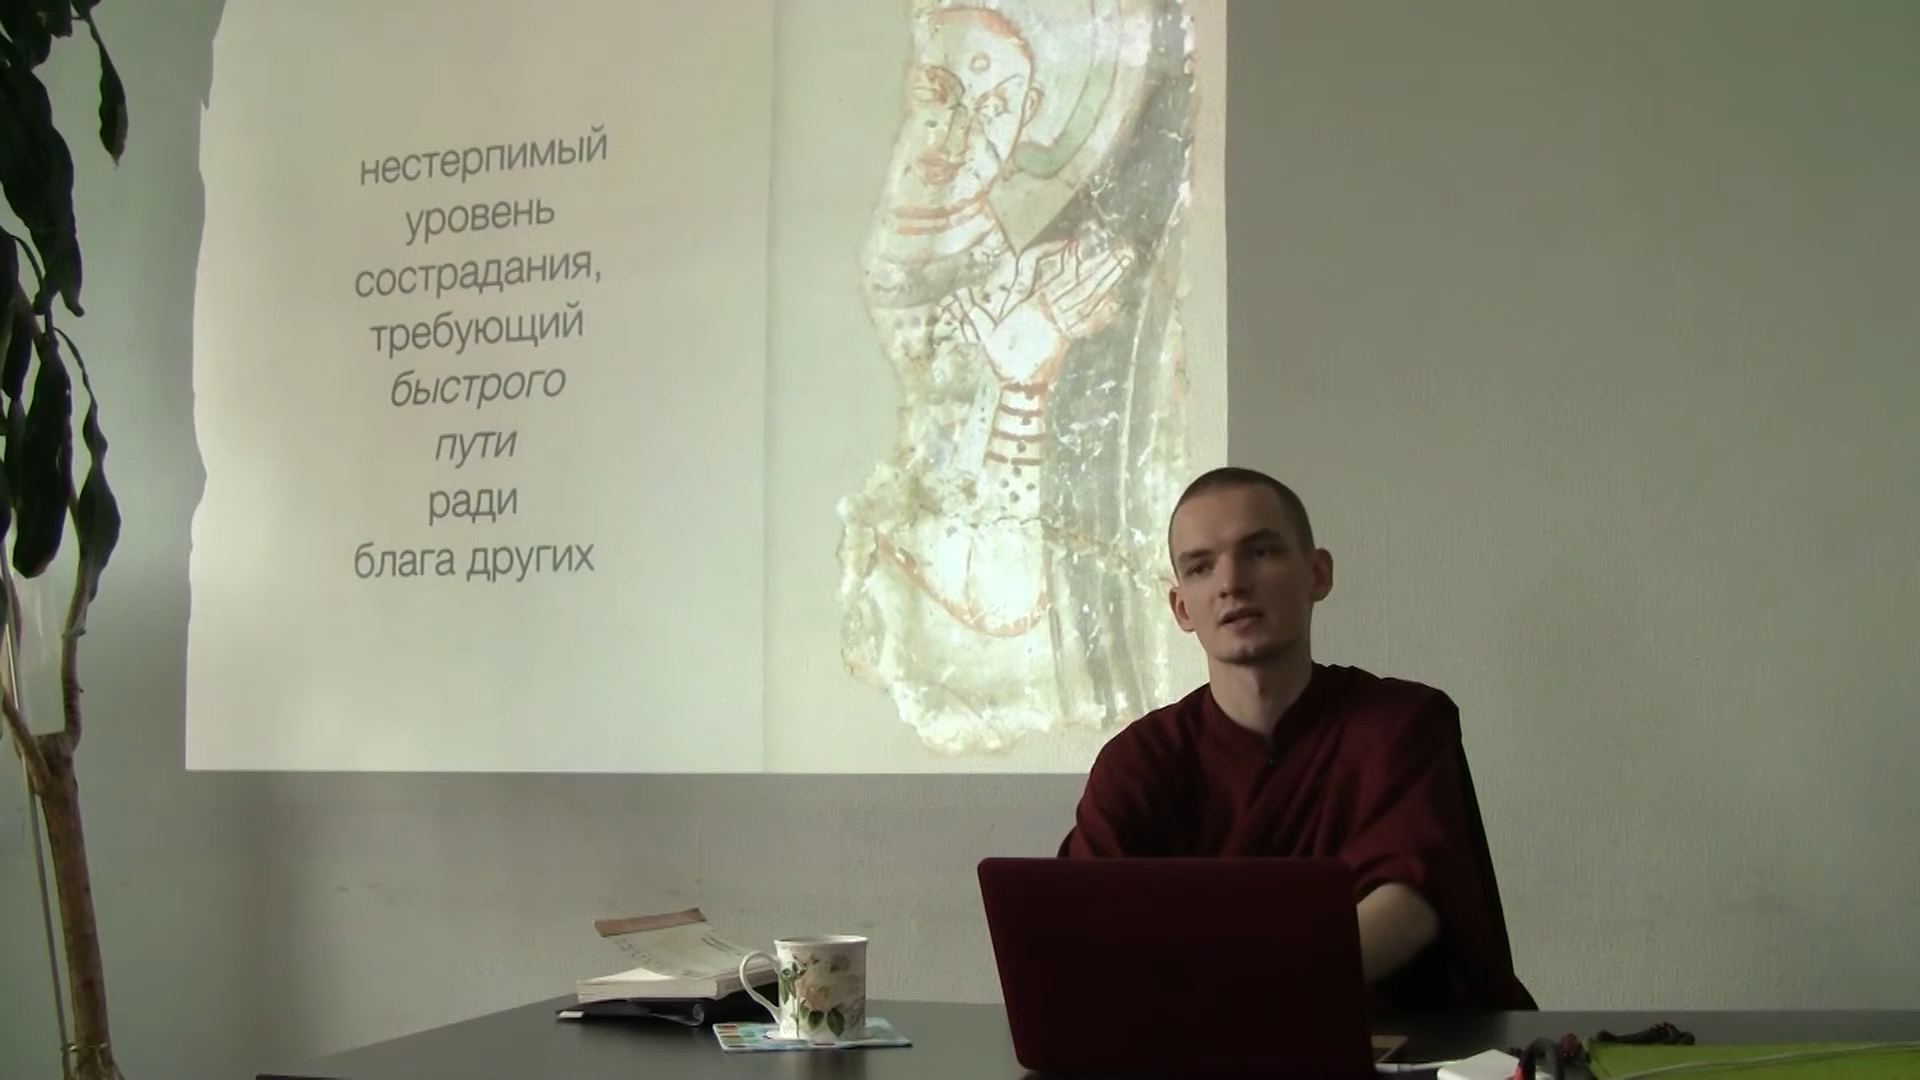 нестерпимый
уровень
сострадания,
требующий
быстрого
пути
ради
блага других